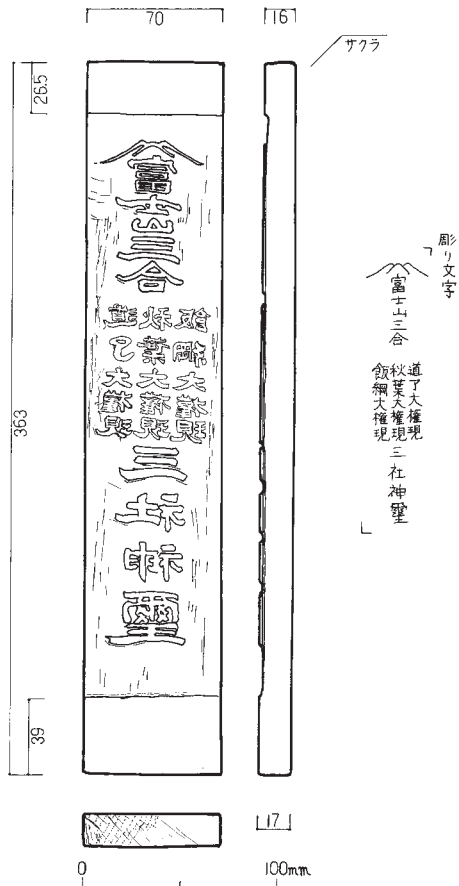 70
16
サクラ
26.5
363
39
17
0
100mm
富士山三合
道了大権現
秋葉大権現
飯綱大権現
三社神璽
彫り文字
「
富士山三合
道了大権現
秋葉大権現
飯綱大権現
三社神璽
」